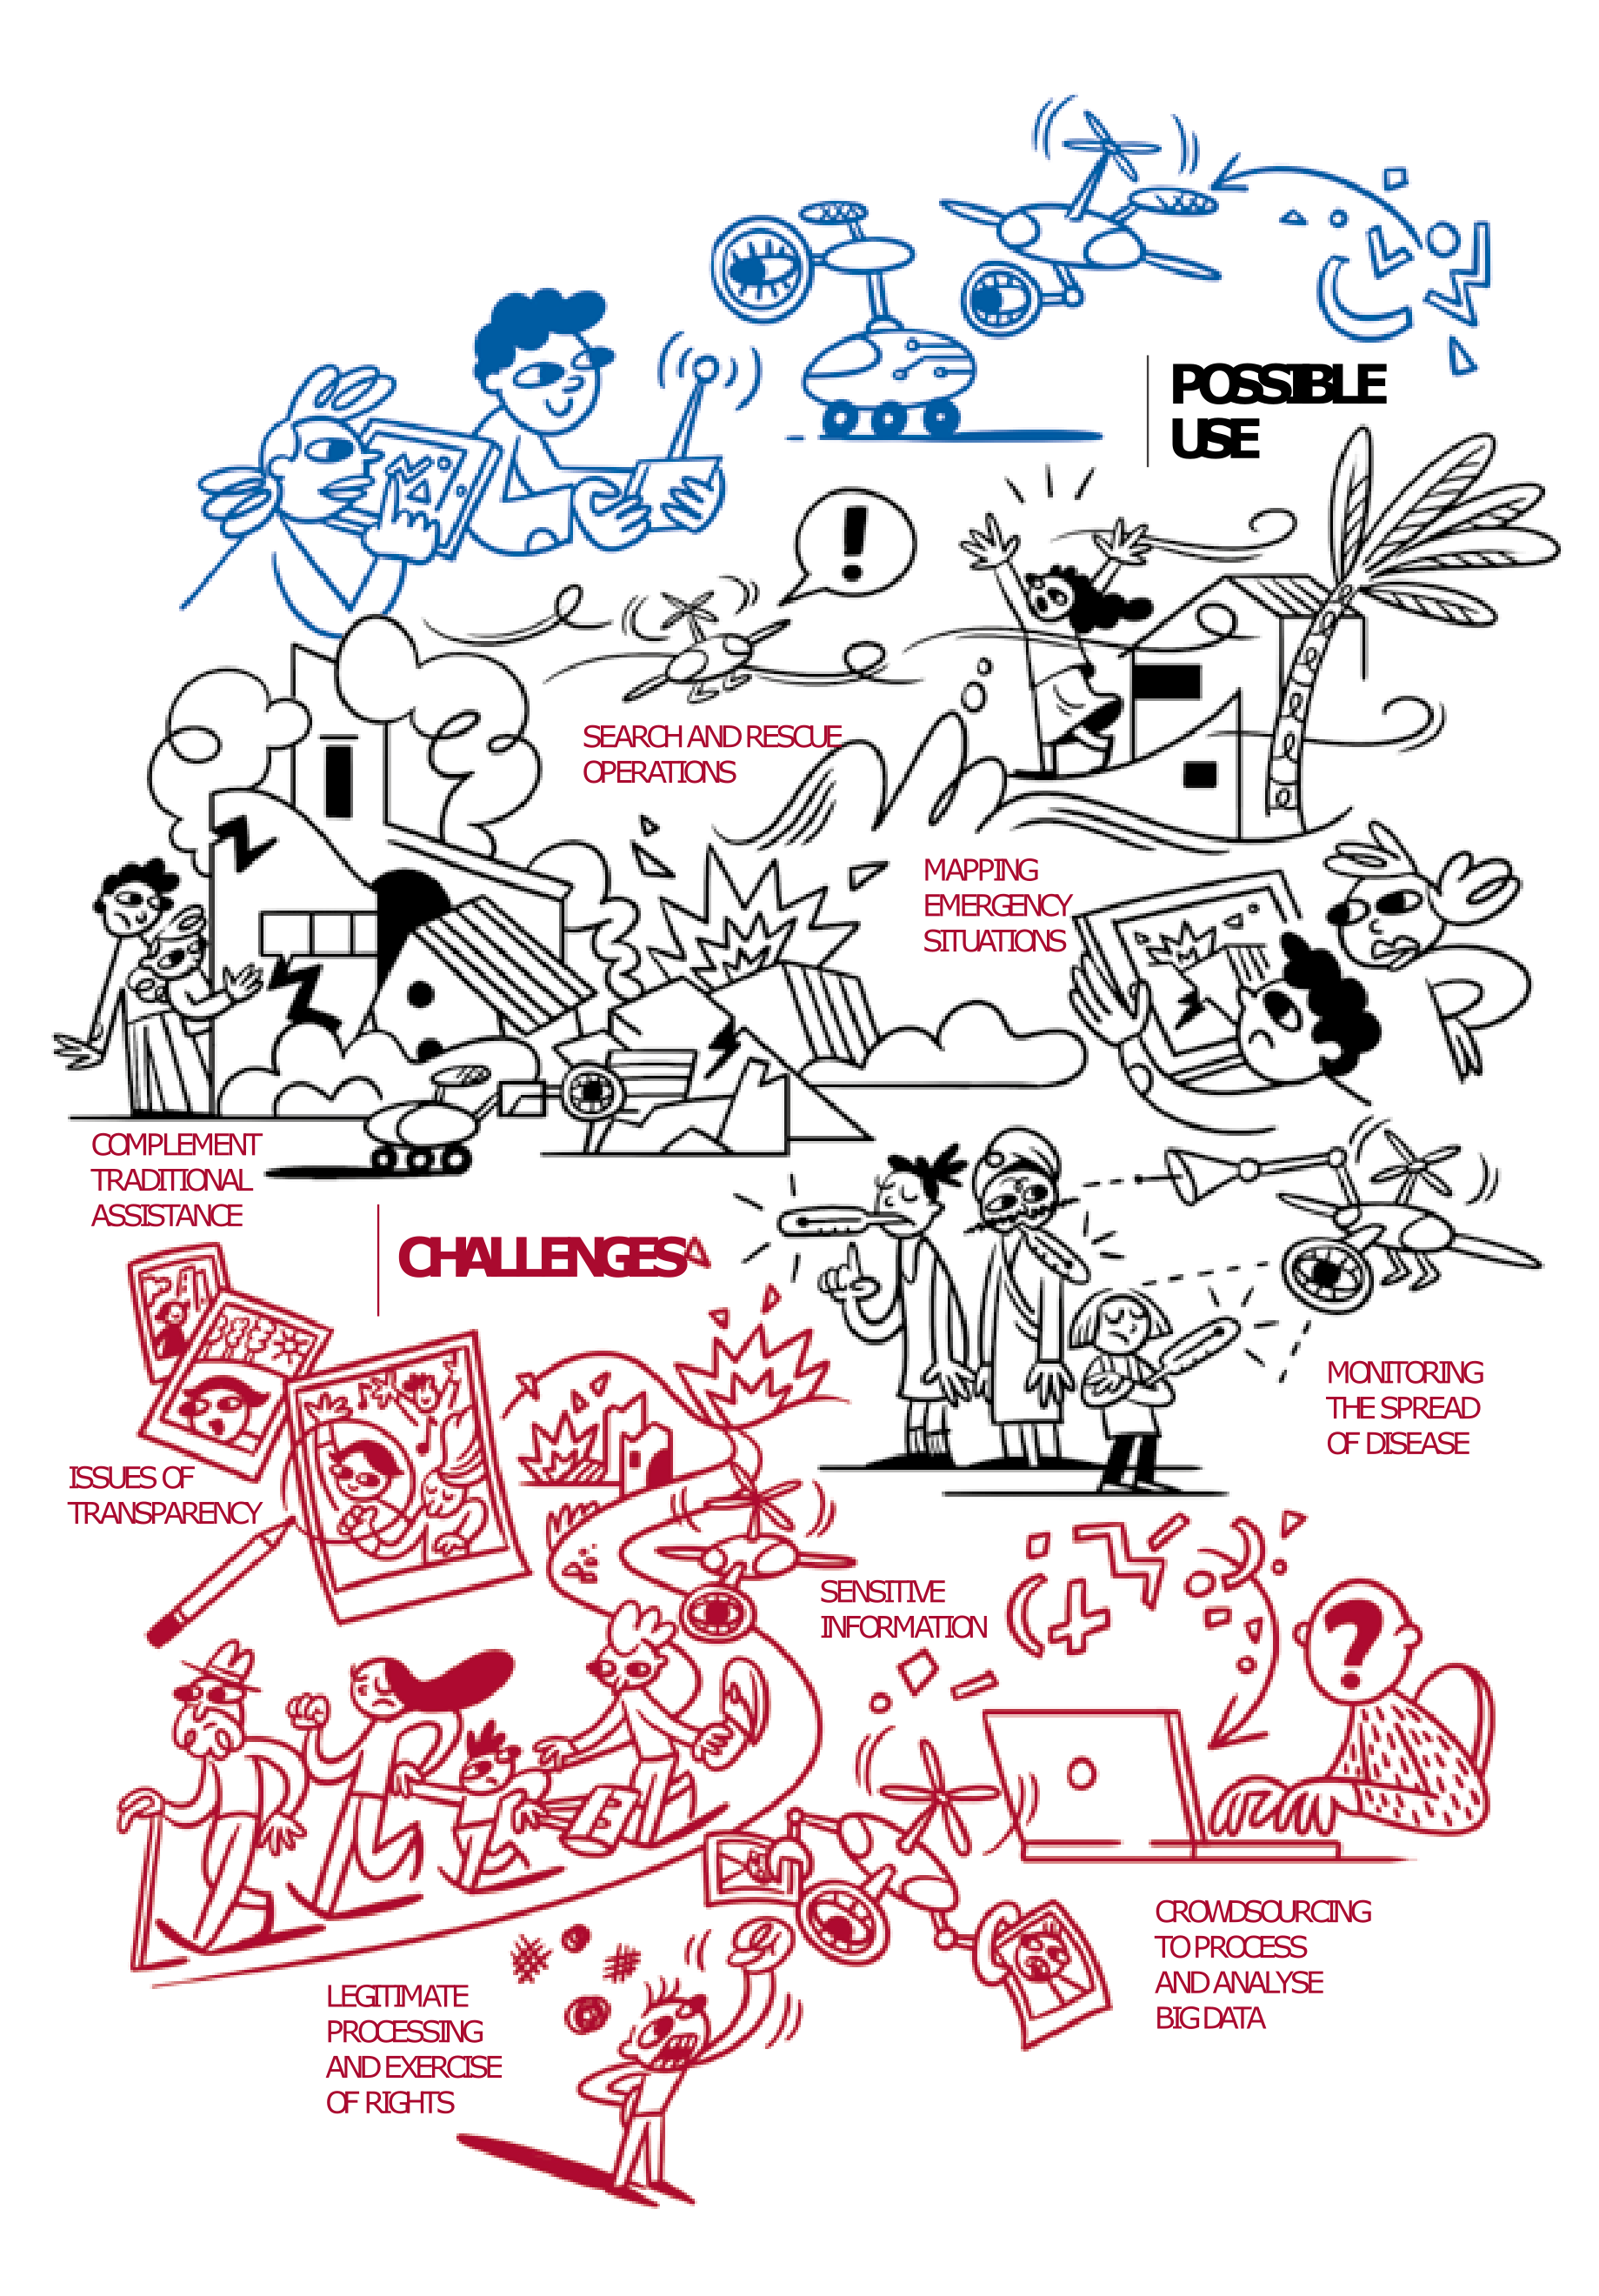 POSSIBLE
USE
!
SEARCH AND RESCUE
OPERATIONS
MAPPING
EMERGENCY
SITUATIONS
COMPLEMENT
TRADITIONAL
ASSISTANCE
MONITORING
THE SPREAD
OF DISEASE
CHALLENGES
ISSUES OF
TRANSPARENCY
SENSITIVE
INFORMATION
?
CROWDSOURCING
TO PROCESS
AND ANALYSE
BIG DATA
LEGITIMATE
PROCESSING
AND EXERCISE
OF RIGHTS